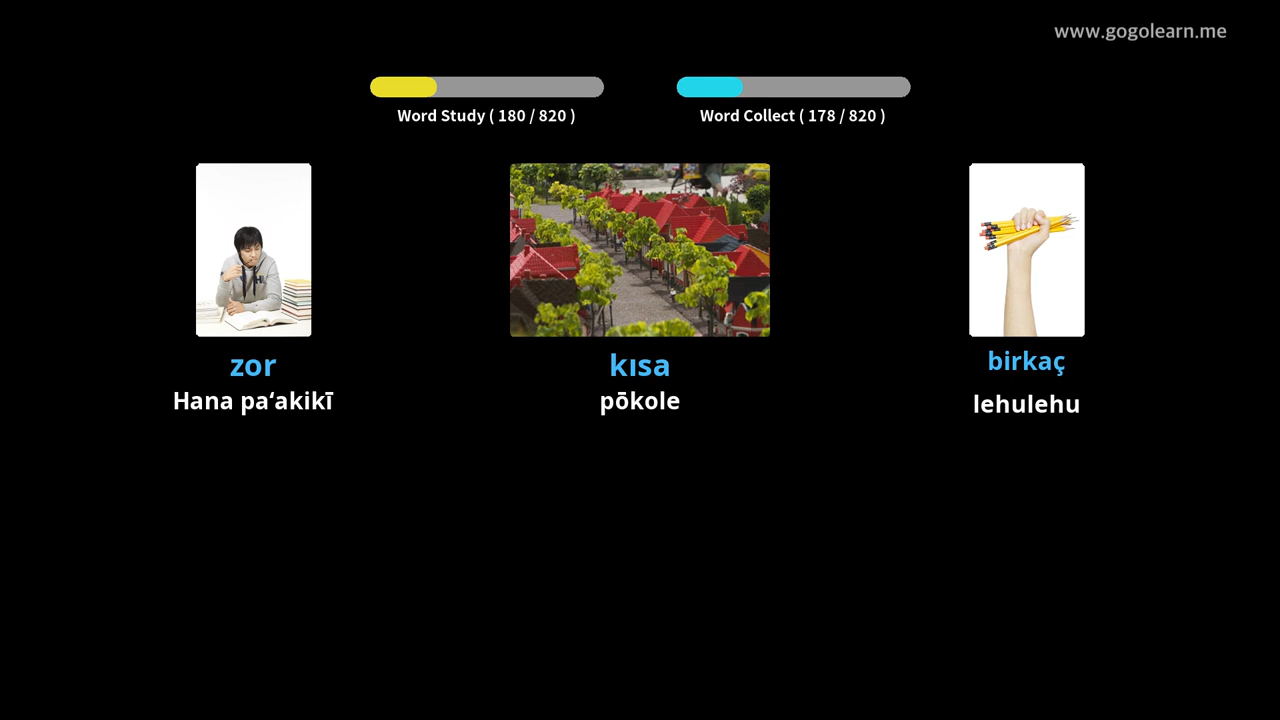 www.gogolearn.me
Word Study ( 180 / 820 )
Word Collect ( 178 / 820 )
zor
Hana paʻakikī
kısa
pōkole
birkaç
lehulehu